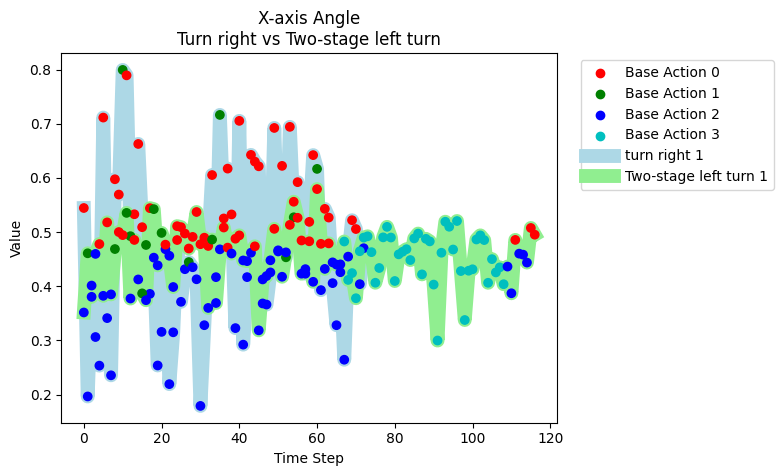 X-axis Angle
Turn right vs Two-stage left turn
Value
0.8
0.7
0.6
0.5
0.4
0.3
0.2
0
20
40
60
80
100
120
Time Step
Base Action 0
Base Action 1
Base Action 2
Base Action 3
turn right 1
Two-stage left turn 1